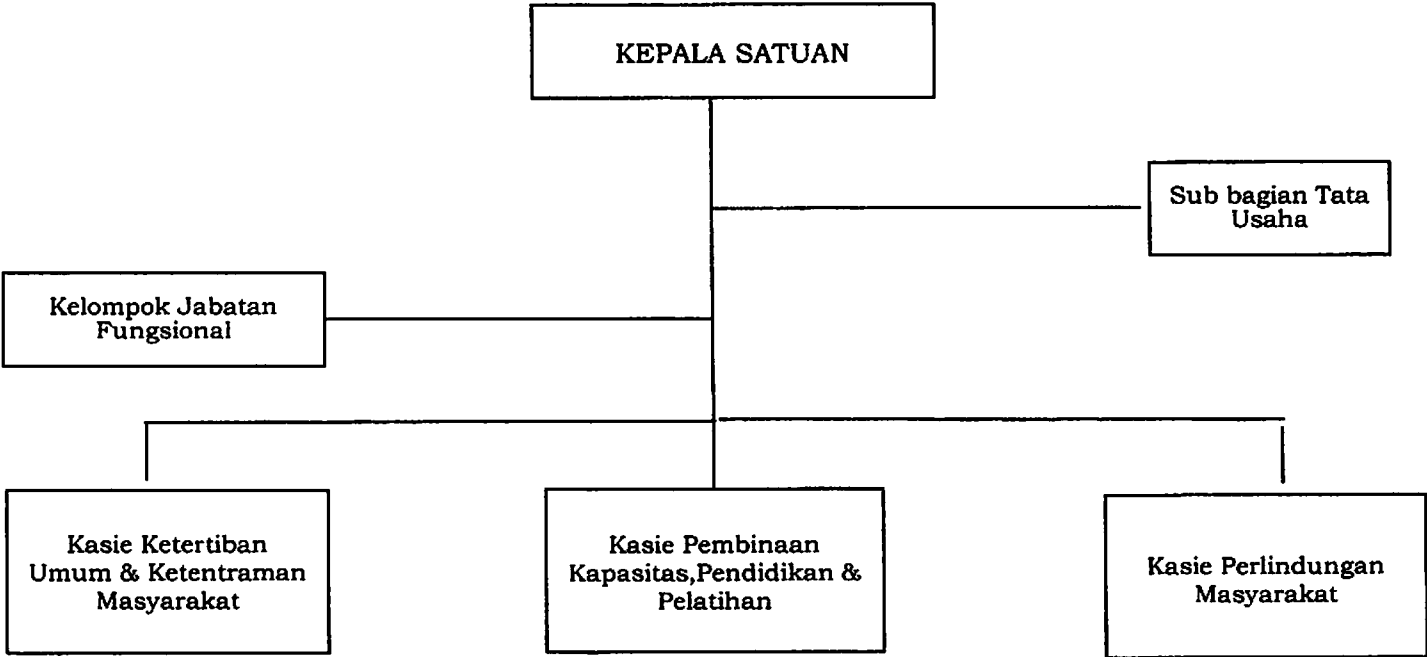 KEPALA SATUAN
Sub bagian Tata
Usaha
Kelompok Jabatan
Fungsional
Kasie Ketertiban
Umum & Ketentraman
Masyarakat
Kasie Pembinaan
Kapasitas,Pendidikan &
Pelatihan
Kasie Perlindungan
Masyarakat